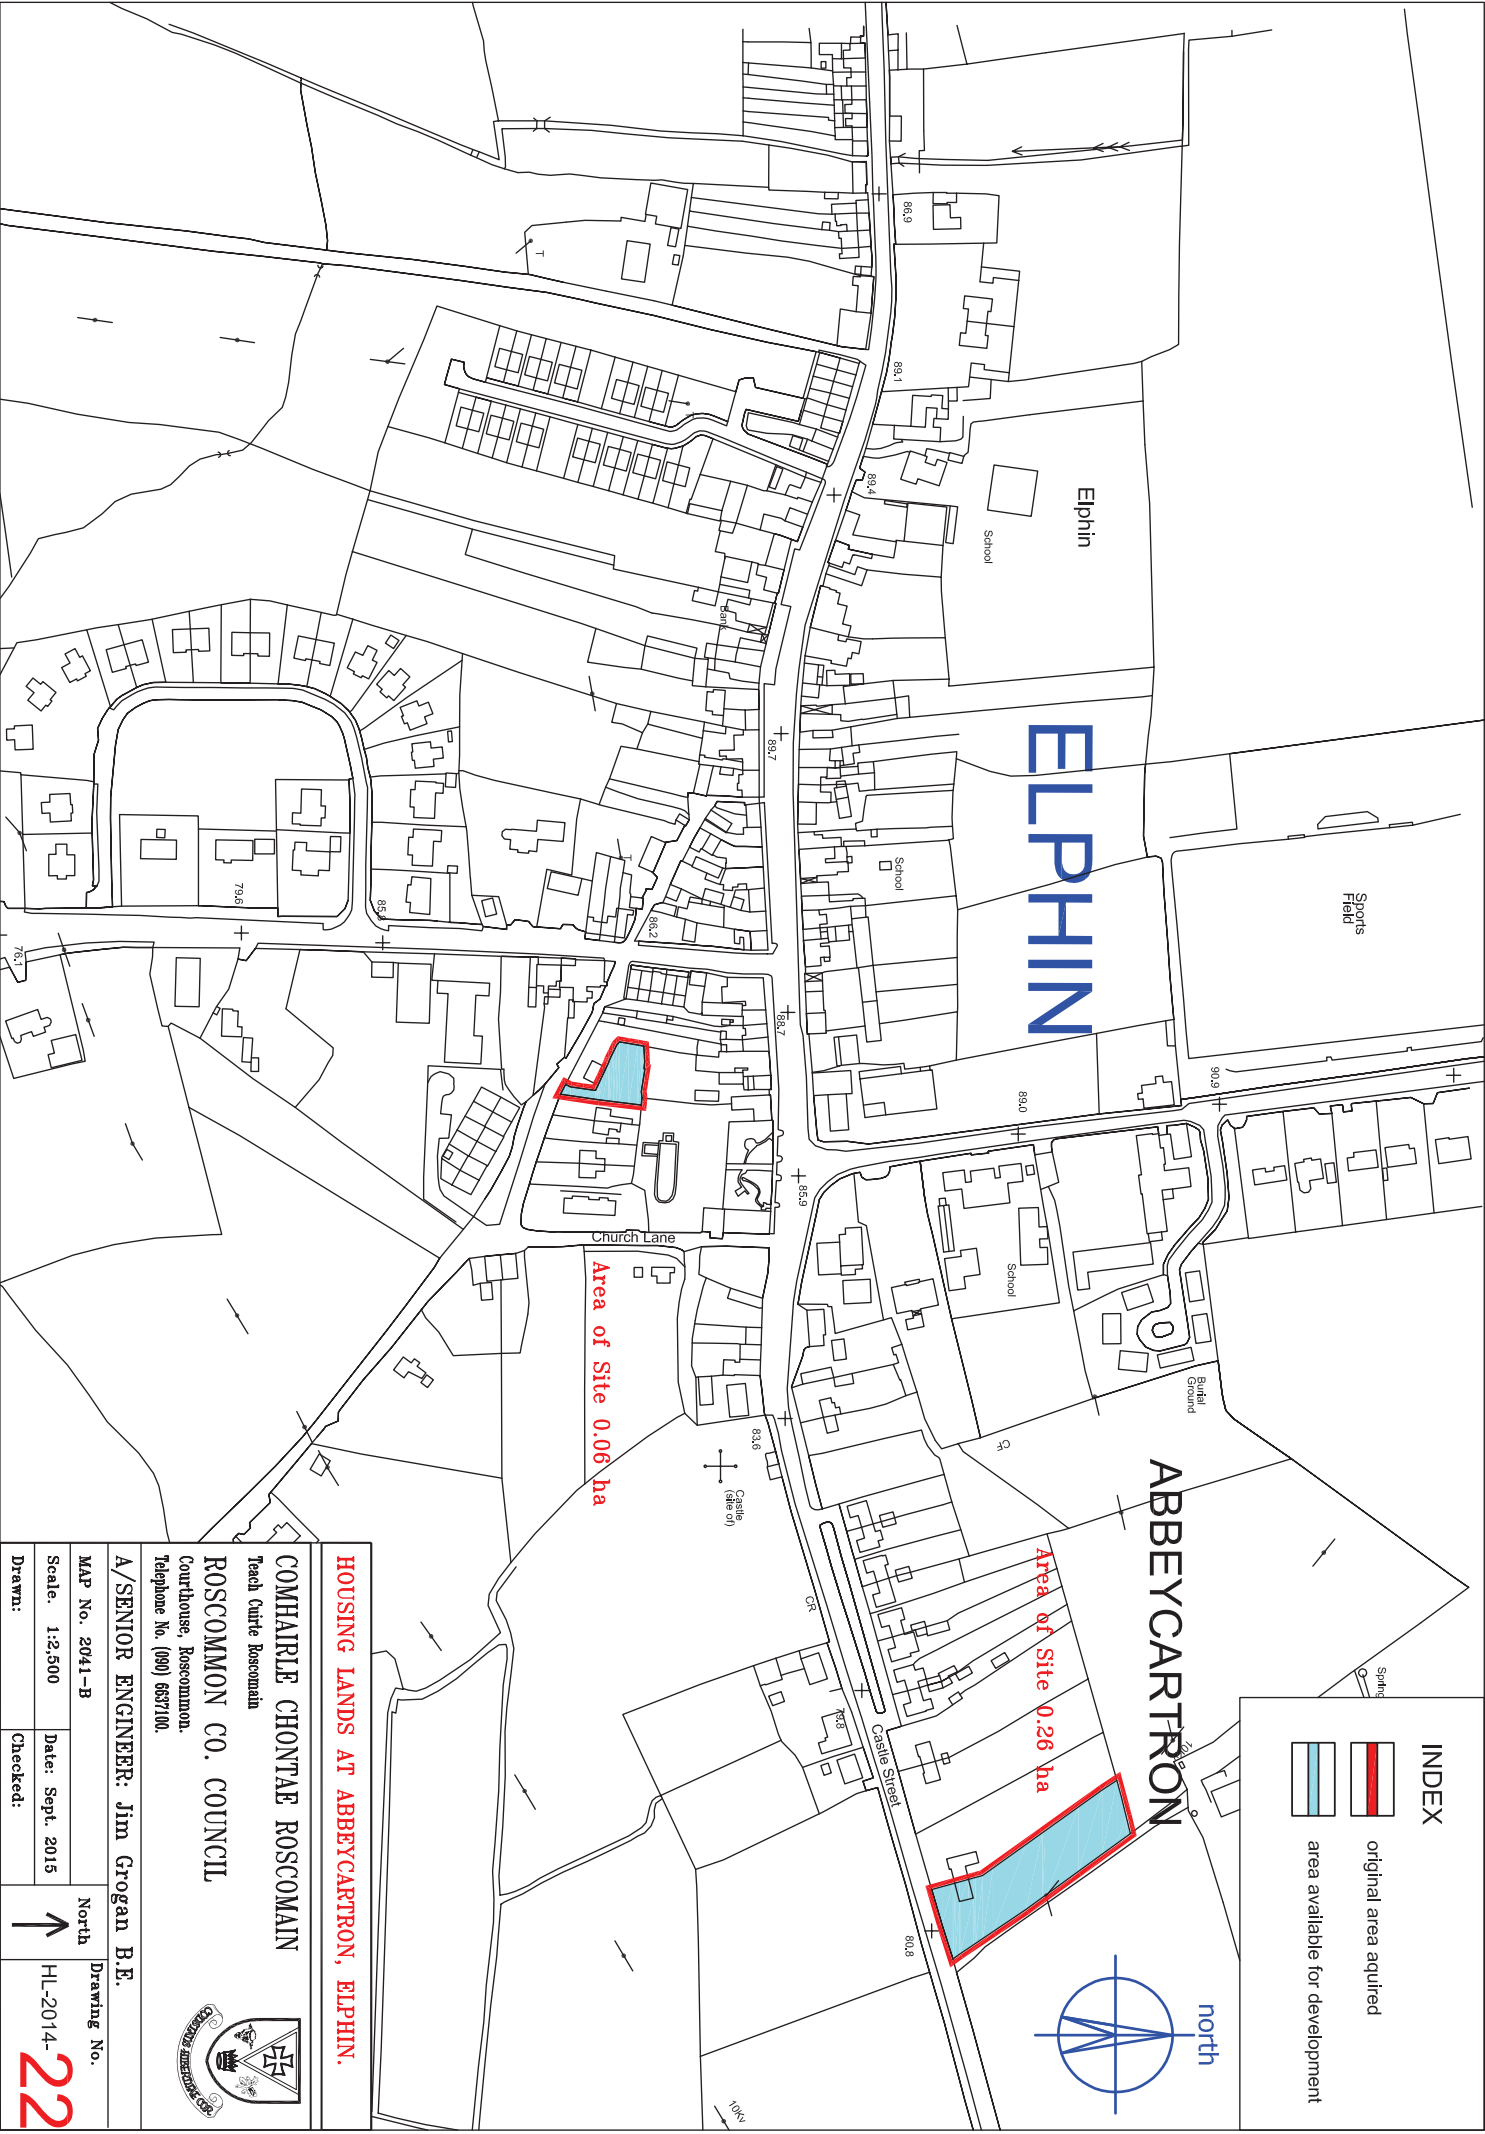 INDEX
original area aquired
area available for development
north
ELPHIN
Elphin
ABBEYCARTRON
Sports
Field
School
School
School
Bank
Burial
Ground
Spring
Church Lane
Castle Street
Castle
(site of)
CR
T
T
10Kv
86.9
89.1
89.4
89.7
88.7
90.9
89.0
85.9
83.6
79.8
80.8
86.2
79.6
76.1
Area of Site 0.06 ha
Area of Site 0.26 ha
HOUSING LANDS AT ABBEYCARTRON, ELPHIN.
COMHAIRLE CHONTAE ROSCOMAIN
Teach Cuirte Roscomain
ROSCOMMON CO. COUNCIL
Courthouse, Roscommon.
Telephone No. (090) 6637100.
A/SENIOR ENGINEER: Jim Grogan B.E.
MAP No. 2041-B
Scale. 1:2,500
Date: Sept. 2015
Drawn:
Checked:
North
Drawing No.
HL-2014-22